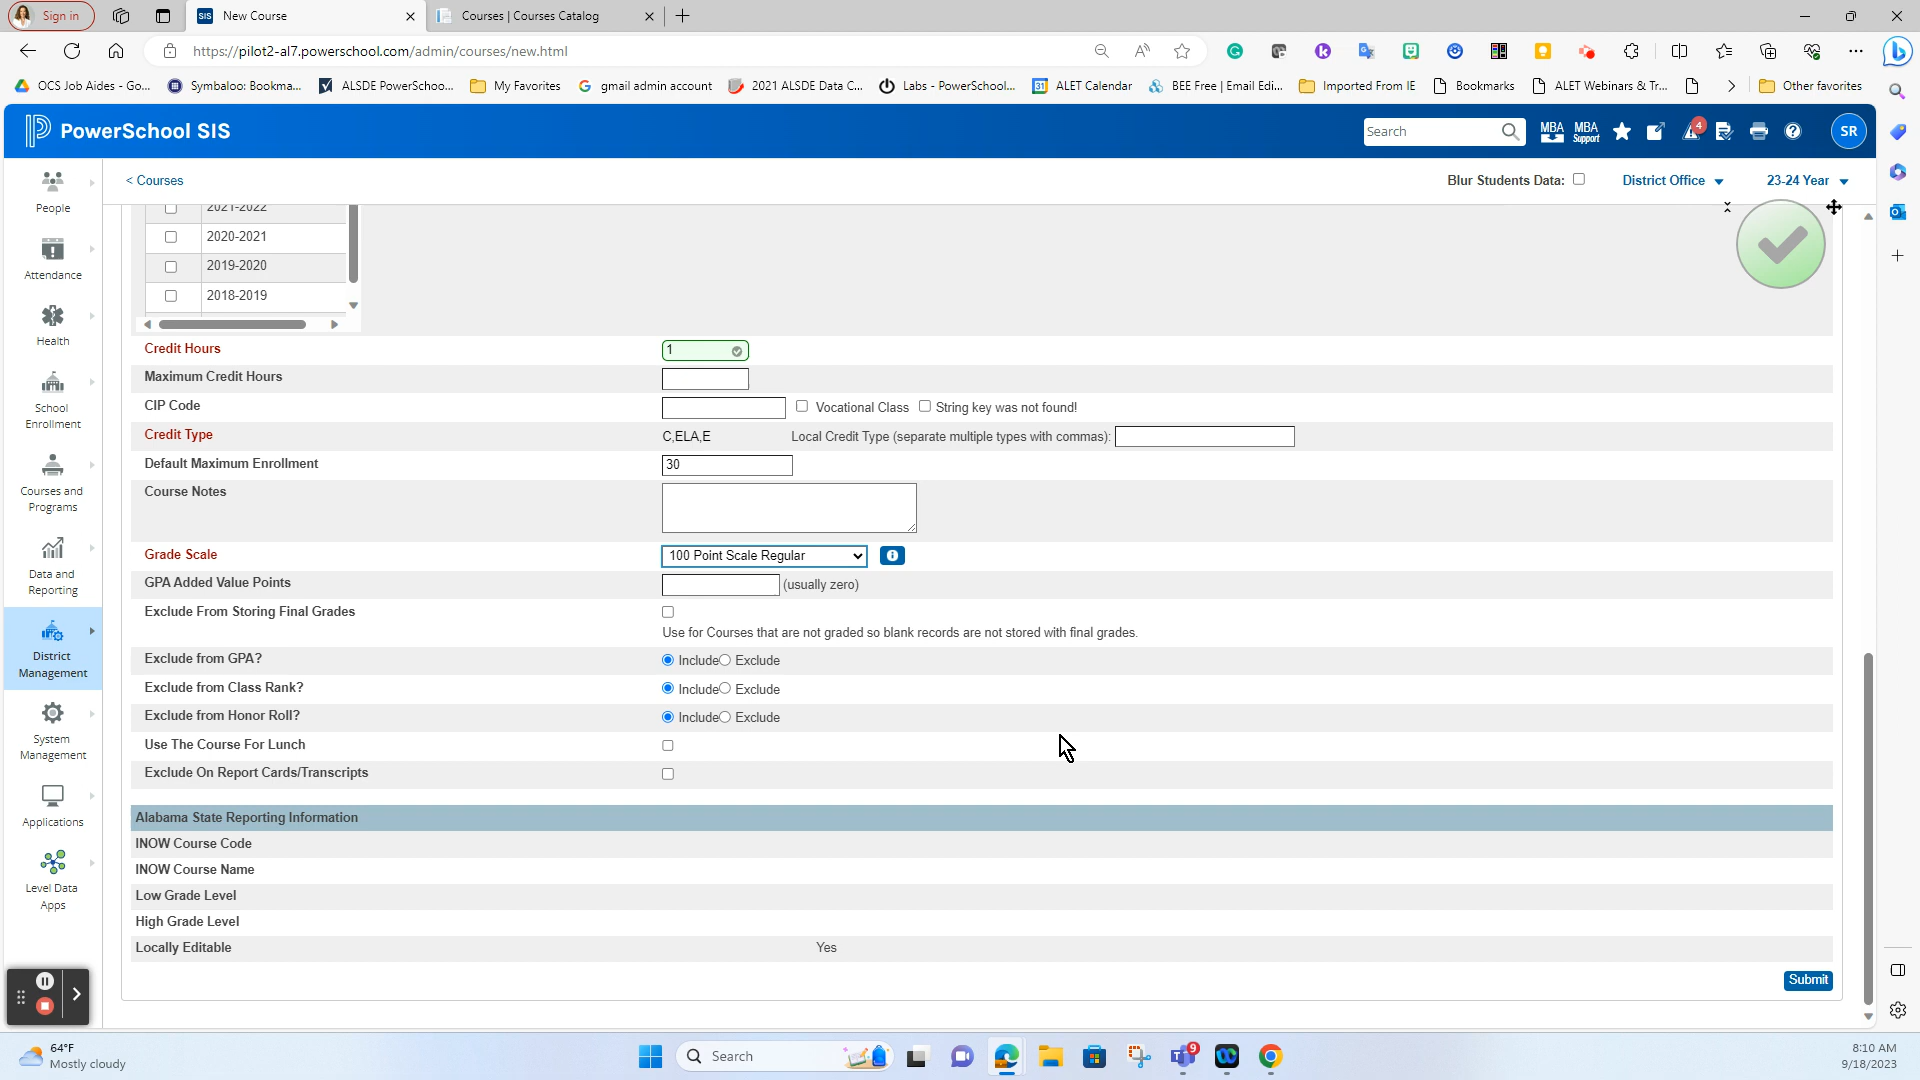 Sign in
New Course
Courses | Courses Catalog
https://pilot2-al7.powerschool.com/admin/courses/new.html
OCS Job Aides - Go...
Symbaloo: Bookma...
ALSDE PowerSchoo...
My Favorites
gmail admin account
2021 ALSDE Data C...
Labs - PowerSchool...
ALET Calendar
BEE Free | Email Edi...
Imported From IE
Bookmarks
ALET Webinars & Tr...
Other favorites
PowerSchool SIS
Search
MBA
MBA
Support
4
SR
< Courses
Blur Students Data:
District Office
23-24 Year
People
Attendance
Health
School
Enrollment
Courses and
Programs
Data and
Reporting
District
Management
System
Management
Applications
Level Data
Apps
2021-2022
2020-2021
2019-2020
2018-2019
Credit Hours
1
Maximum Credit Hours
CIP Code
Vocational Class
String key was not found!
Credit Type
C,ELA,E
Local Credit Type (separate multiple types with commas):
Default Maximum Enrollment
30
Course Notes
Grade Scale
100 Point Scale Regular
GPA Added Value Points
(usually zero)
Exclude From Storing Final Grades
Use for Courses that are not graded so blank records are not stored with final grades.
Exclude from GPA?
Include
Exclude
Exclude from Class Rank?
Include
Exclude
Exclude from Honor Roll?
Include
Exclude
Use The Course For Lunch
Exclude On Report Cards/Transcripts
Alabama State Reporting Information
INOW Course Code
INOW Course Name
Low Grade Level
High Grade Level
Locally Editable
Yes
Submit
64°F
Mostly cloudy
Search
9
8:10 AM
9/18/2023